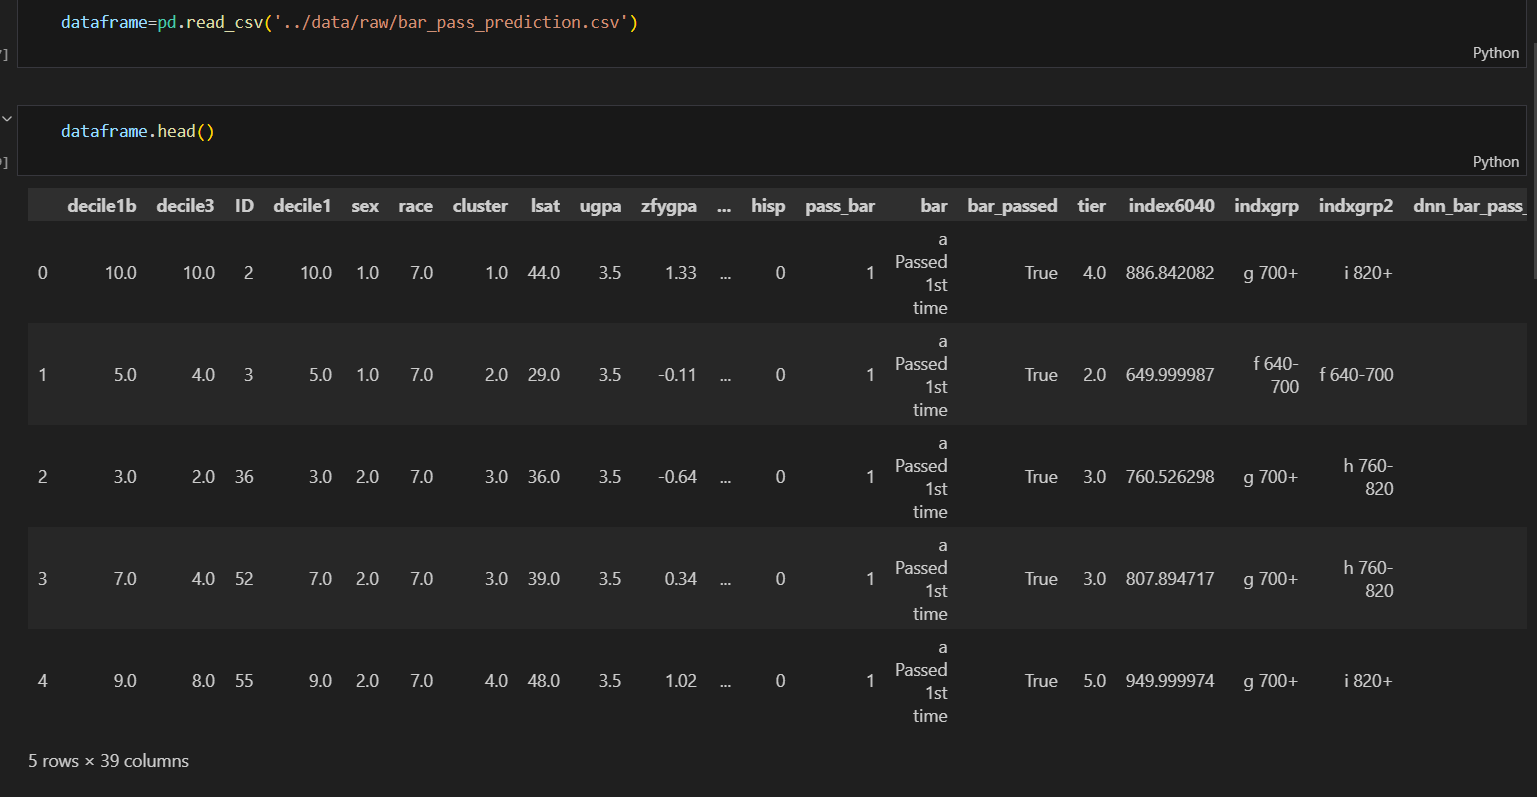 dataframe=pd.read_csv('../data/raw/bar_pass_prediction.csv')
]
Python
dataframe.head()
]
Python
decile1b decile3 ID decile1 sex race cluster lsat ugpa zfygpa ... hisp pass_bar bar bar_passed tier index6040 indxgrp indxgrp2 dnn_bar_pass_
0 10.0 10.0 2 10.0 1.0 7.0 1.0 44.0 3.5 1.33 ... 0 1 a Passed 1st time True 4.0 886.842082 g 700+ i 820+
1 5.0 4.0 3 5.0 1.0 7.0 2.0 29.0 3.5 -0.11 ... 0 1 a Passed 1st time True 2.0 649.999987 f 640-700 f 640-700
2 3.0 2.0 36 3.0 2.0 7.0 3.0 36.0 3.5 -0.64 ... 0 1 a Passed 1st time True 3.0 760.526298 g 700+ h 760-820
3 7.0 4.0 52 7.0 2.0 7.0 3.0 39.0 3.5 0.34 ... 0 1 a Passed 1st time True 3.0 807.894717 g 700+ h 760-820
4 9.0 8.0 55 9.0 2.0 7.0 4.0 48.0 3.5 1.02 ... 0 1 a Passed 1st time True 5.0 949.999974 g 700+ i 820+
5 rows × 39 columns